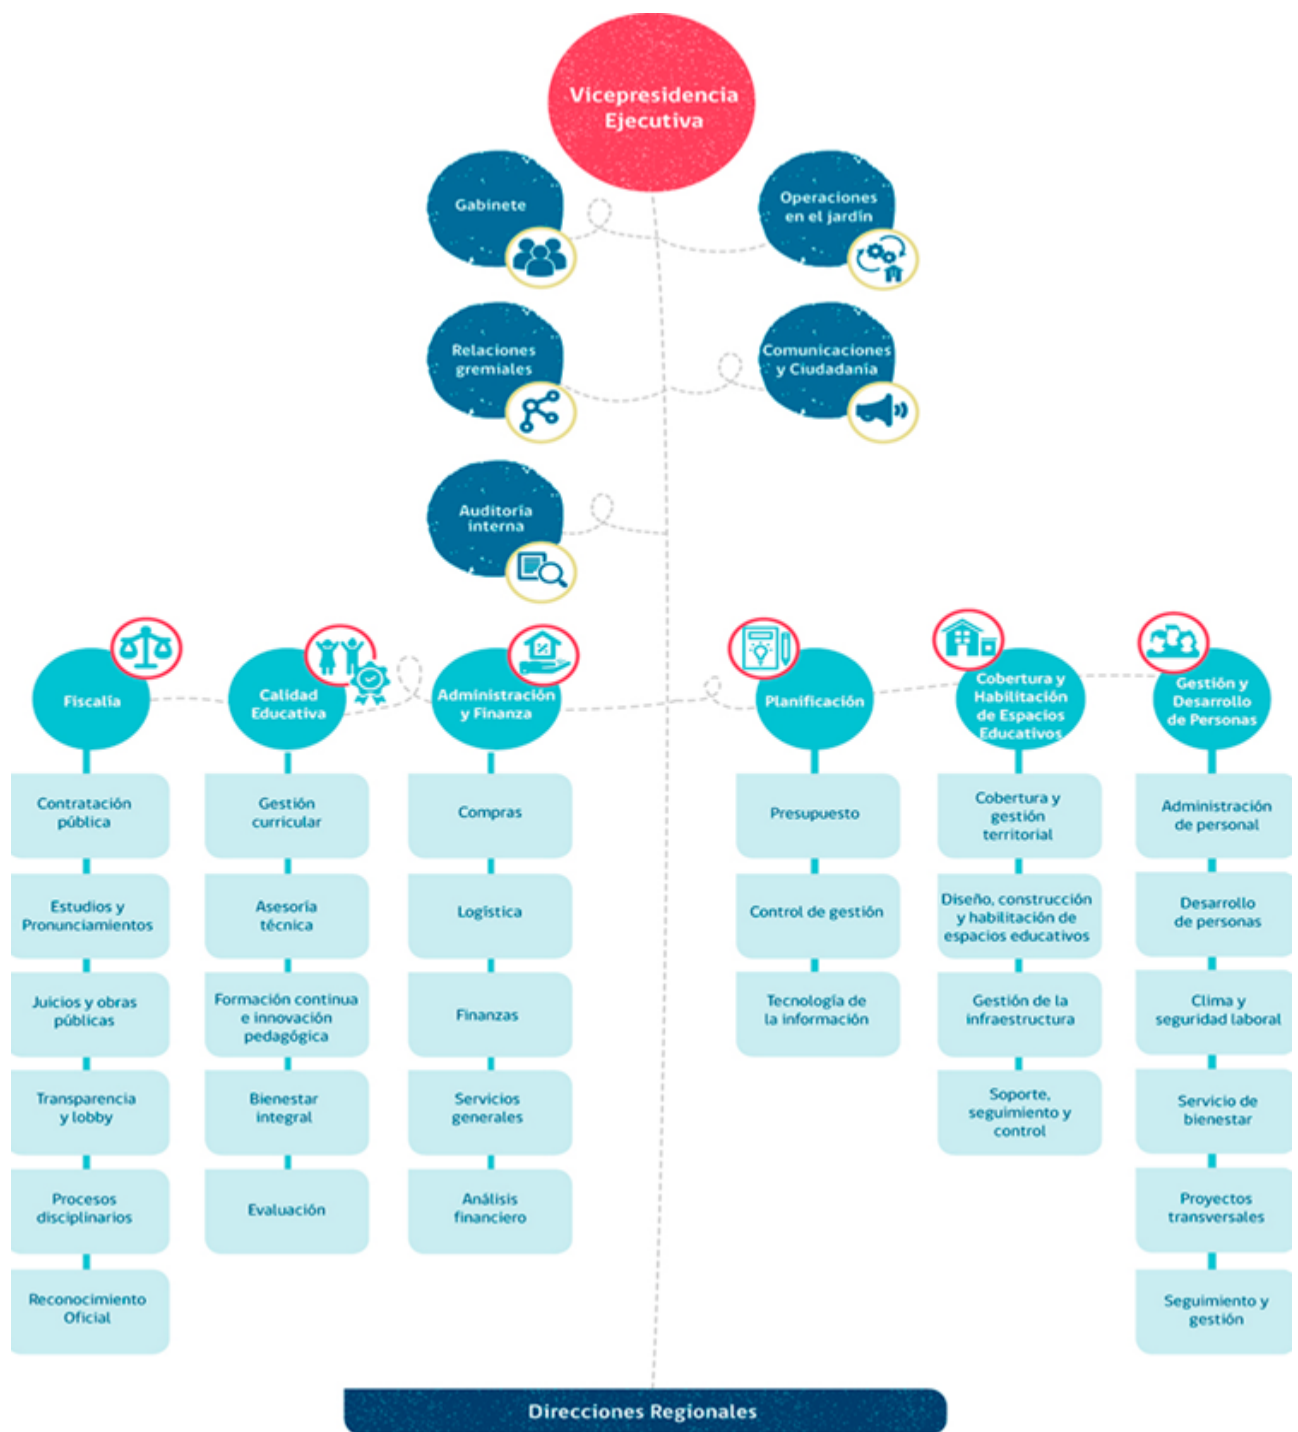 Vicepresidencia
Ejecutiva
Gabinete
Operaciones
en el jardín
Relaciones
gremiales
Comunicaciones
y Ciudadanía
Auditoría
interna
Fiscalía
Calidad
Educativa
Administración
y Finanza
Planificación
Cobertura y
Habilitación
de Espacios
Educativos
Gestión y
Desarrollo
de Personas
Contratación
pública
Estudios y
Pronunciamientos
Juicios y obras
públicas
Transparencia
y lobby
Procesos
disciplinarios
Reconocimiento
Oficial
Gestión
curricular
Asesoría
técnica
Formación continua
e innovación
pedagógica
Bienestar
integral
Evaluación
Compras
Logística
Finanzas
Servicios
generales
Análisis
financiero
Presupuesto
Control de gestión
Tecnología de
la información
Cobertura y
gestión
territorial
Diseño, construcción
y habilitación de
espacios educativos
Gestión de la
infraestructura
Soporte,
seguimiento y
control
Administración
de personal
Desarrollo
de personas
Clima y
seguridad laboral
Servicio de
bienestar
Proyectos
transversales
Seguimiento y
gestión
Direcciones Regionales